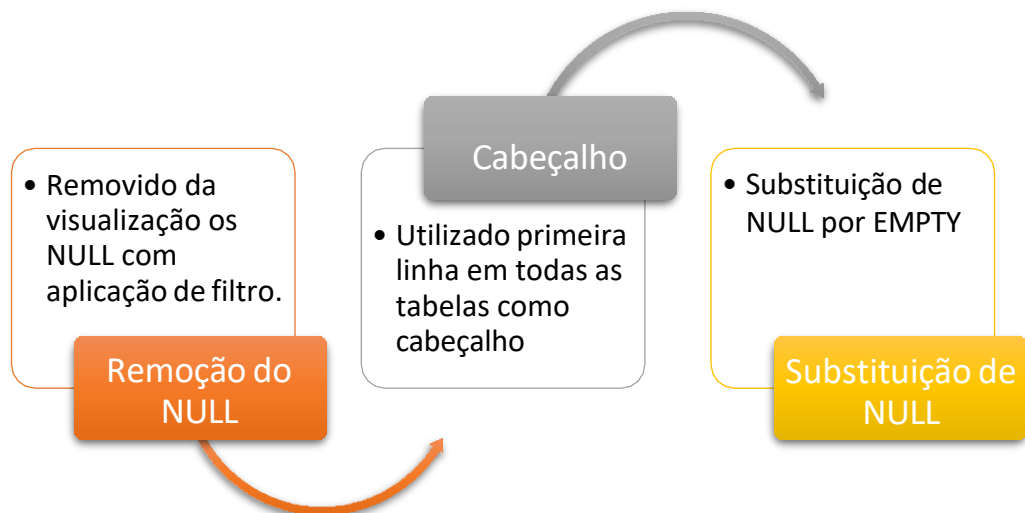 • Removido da
visualização os
NULL com
aplicação de filtro.
Remoção do
NULL
Cabeçalho
• Utilizado primeira
linha em todas as
tabelas como
cabeçalho
• Substituição de
NULL por EMPTY
Substituição de
NULL